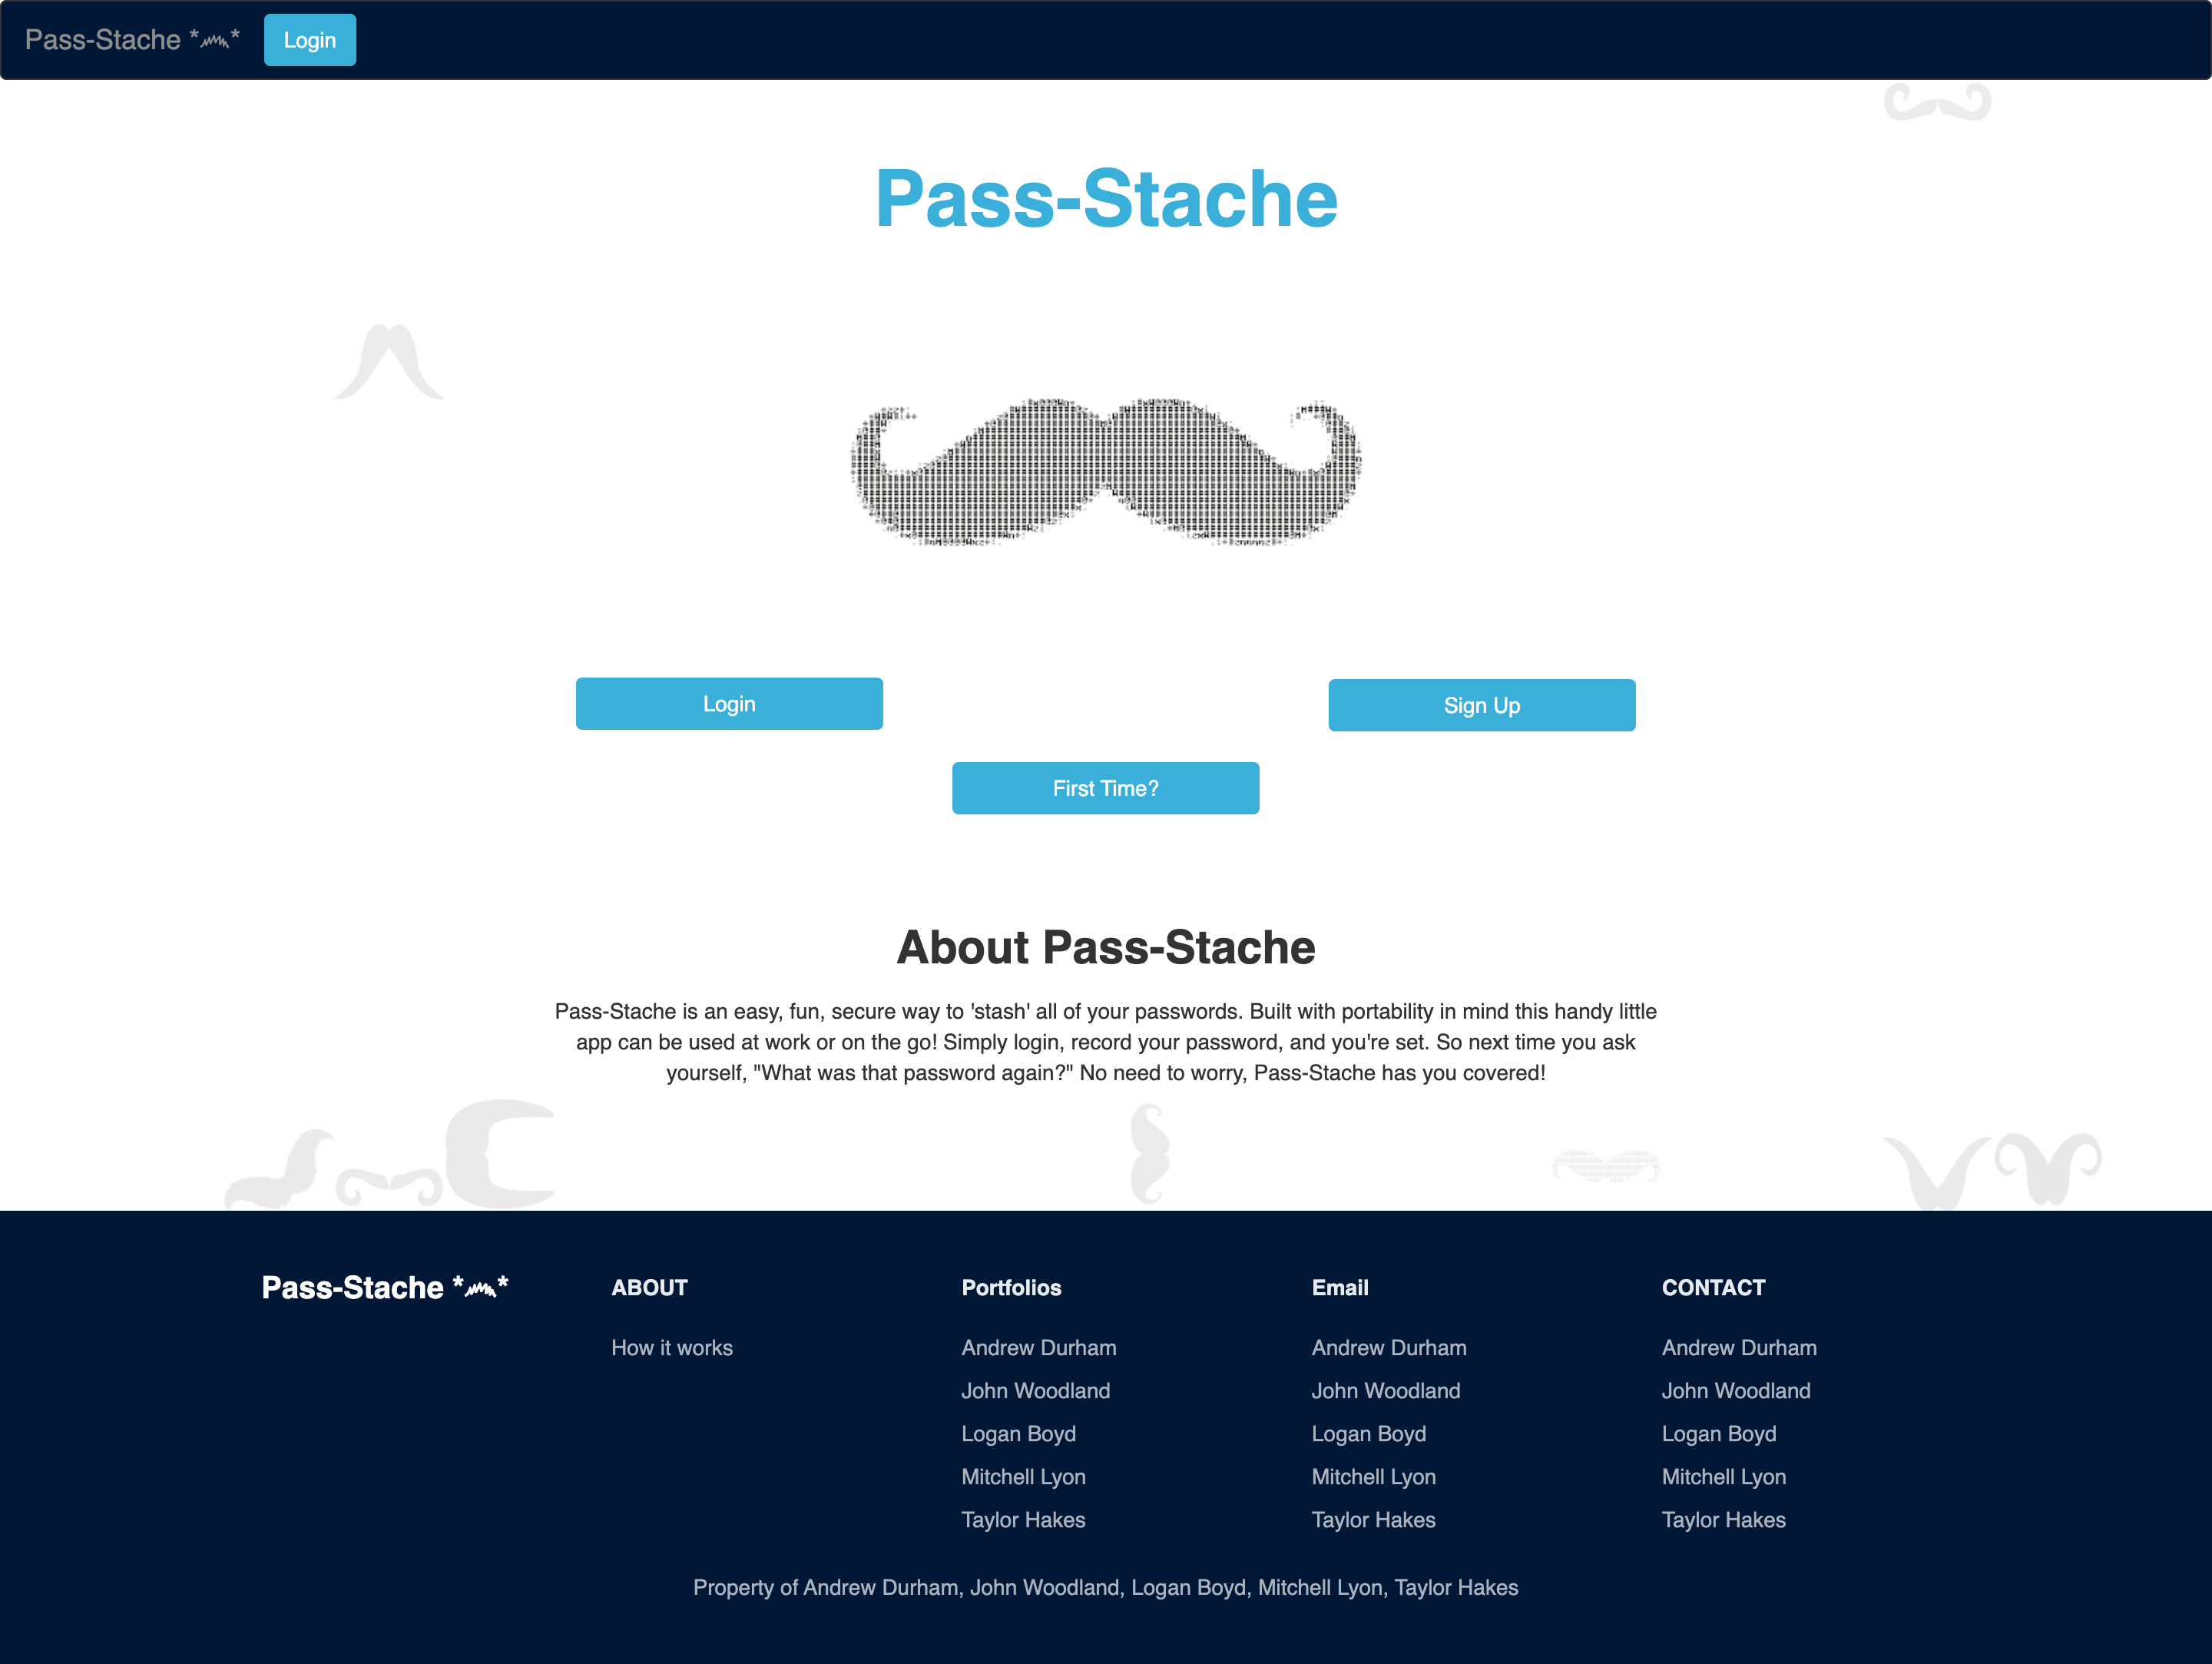 Pass-Stache *෴*
Login
Pass-Stache
Login
Sign Up
First Time?
About Pass-Stache
Pass-Stache is an easy, fun, secure way to 'stash' all of your passwords. Built with portability in mind this handy little
app can be used at work or on the go! Simply login, record your password, and you're set. So next time you ask
yourself, "What was that password again?" No need to worry, Pass-Stache has you covered!
Pass-Stache *෴*
ABOUT
How it works
Portfolios
Andrew Durham
John Woodland
Logan Boyd
Mitchell Lyon
Taylor Hakes
Email
Andrew Durham
John Woodland
Logan Boyd
Mitchell Lyon
Taylor Hakes
CONTACT
Andrew Durham
John Woodland
Logan Boyd
Mitchell Lyon
Taylor Hakes
Property of Andrew Durham, John Woodland, Logan Boyd, Mitchell Lyon, Taylor Hakes